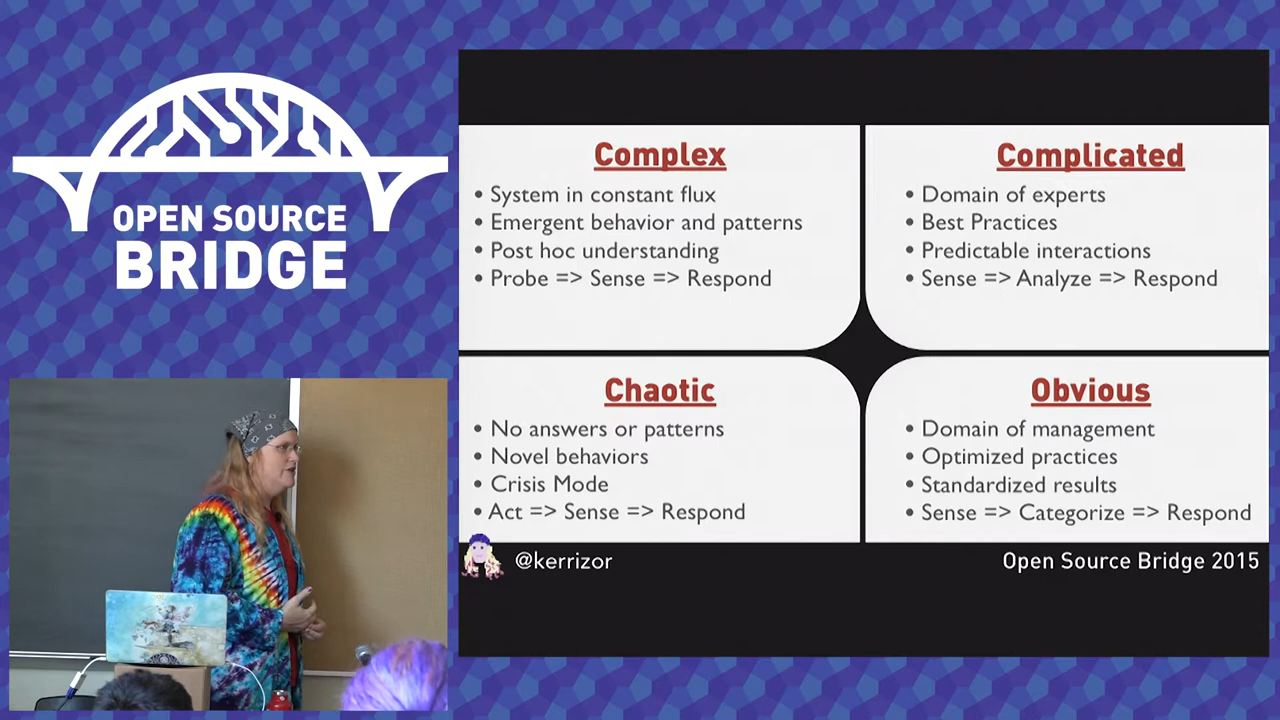 OPEN SOURCE
BRIDGE
Complex
• System in constant flux
• Emergent behavior and patterns
• Post hoc understanding
• Probe => Sense => Respond
Complicated
• Domain of experts
• Best Practices
• Predictable interactions
• Sense => Analyze => Respond
Chaotic
• No answers or patterns
• Novel behaviors
• Crisis Mode
• Act => Sense => Respond
Obvious
• Domain of management
• Optimized practices
• Standardized results
• Sense => Categorize => Respond
@kerrizor
Open Source Bridge 2015